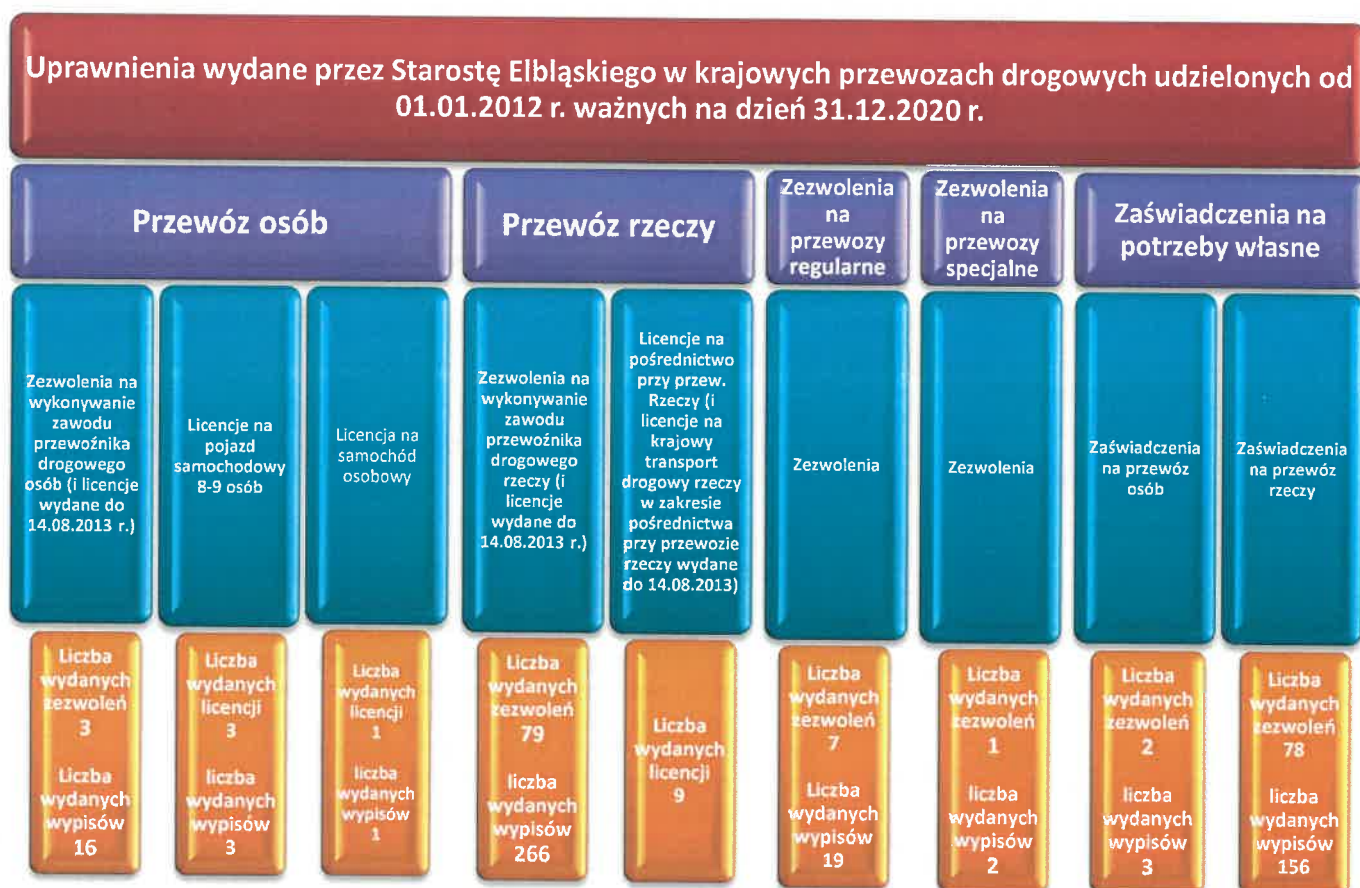 Uprawnienia wydane przez Starostę Elbląskiego w krajowych przewozach drogowych udzielonych od
01.01.2012 r. ważnych na dzień 31.12.2020 r.
Przewóz osób
Przewóz rzeczy
Zezwolenia
na
przewozy
regularne
Zezwolenia
na
przewozy
specjalne
Zaświadczenia na
potrzeby własne
Zezwolenia na
wykonywanie
zawodu
przewoźnika
drogowego
osób (i licencje
wydane do
14.08.2013 r.)
Licencje na
pojazd
samochodowy
8-9 osób
Licencja na
samochód
osobowy
Zezwolenia na
wykonywanie
zawodu
przewoźnika
drogowego
rzeczy (i
licencje
wydane do
14.08.2013 r.)
Licencje na
pośrednictwo
przy przew.
Rzeczy (i
licencje na
krajowy
transport
drogowy rzeczy
w zakresie
pośrednictwa
przy przewozie
rzeczy wydane
do 14.08.2013)
Zezwolenia
Zezwolenia
Zaświadczenia
na przewóz
osób
Zaświadczenia
na przewóz
rzeczy
Liczba
wydanych
zezwoleń
3
Liczba
wydanych
wypisów
16
Liczba
wydanych
licencji
3
liczba
wydanych
wypisów
3
Liczba
wydanych
licencji
1
liczba
wydanych
wypisów
1
Liczba
wydanych
zezwoleń
79
liczba
wydanych
wypisów
266
Liczba
wydanych
licencji
9
Liczba
wydanych
zezwoleń
7
Liczba
wydanych
wypisów
19
Liczba
wydanych
zezwoleń
1
liczba
wydanych
wypisów
2
Liczba
wydanych
zezwoleń
2
liczba
wydanych
wypisów
3
Liczba
wydanych
zezwoleń
78
liczba
wydanych
wypisów
156